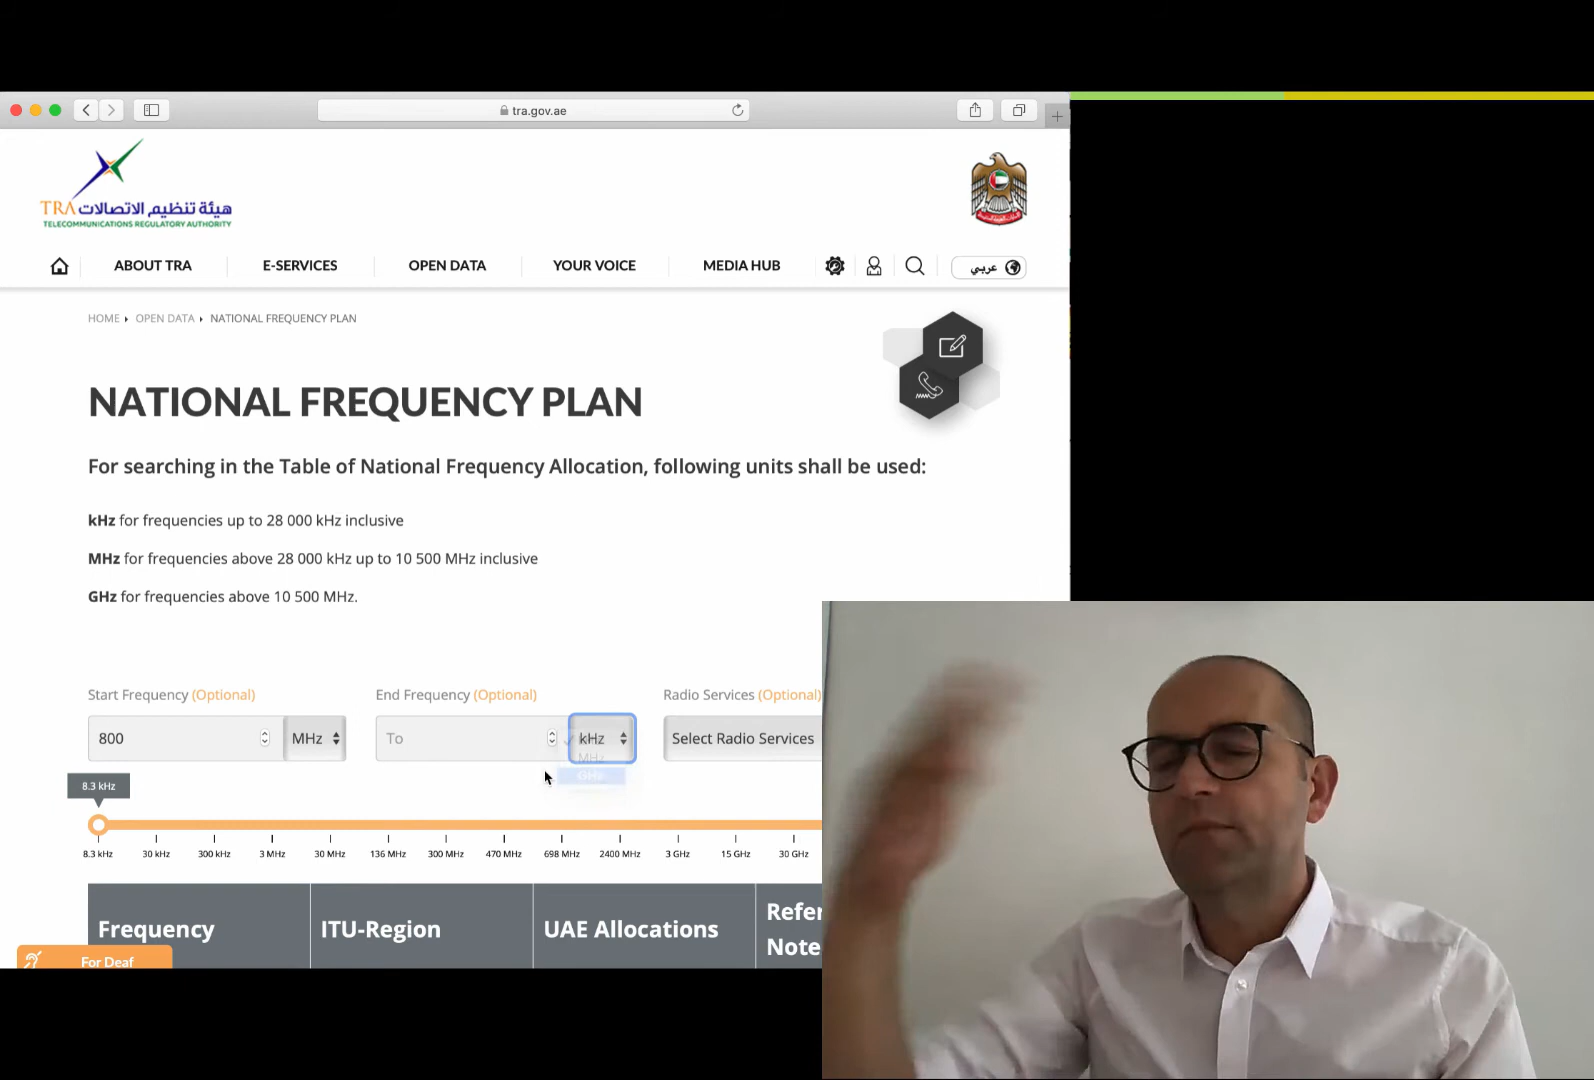 tra.gov.ae
TRA هيئة تنظيم الاتصالات
TELECOMMUNICATIONS REGULATORY AUTHORITY
ABOUT TRA
E-SERVICES
OPEN DATA
YOUR VOICE
MEDIA HUB
عربي
HOME
OPEN DATA
NATIONAL FREQUENCY PLAN
NATIONAL FREQUENCY PLAN
For searching in the Table of National Frequency Allocation, following units shall be used:
kHz for frequencies up to 28 000 kHz inclusive
MHz for frequencies above 28 000 kHz up to 10 500 MHz inclusive
GHz for frequencies above 10 500 MHz.
Start Frequency (Optional)
End Frequency (Optional)
Radio Services (Optional)
800
MHz
To
kHz
MHz
GHz
Select Radio Services
8.3 kHz
8.3 kHz 30 kHz 300 kHz 3 MHz 30 MHz 136 MHz 300 MHz 470 MHz 698 MHz 2400 MHz 3 GHz 15 GHz 30 GHz
Frequency
ITU-Region
UAE Allocations
Refer
Note
For Deaf